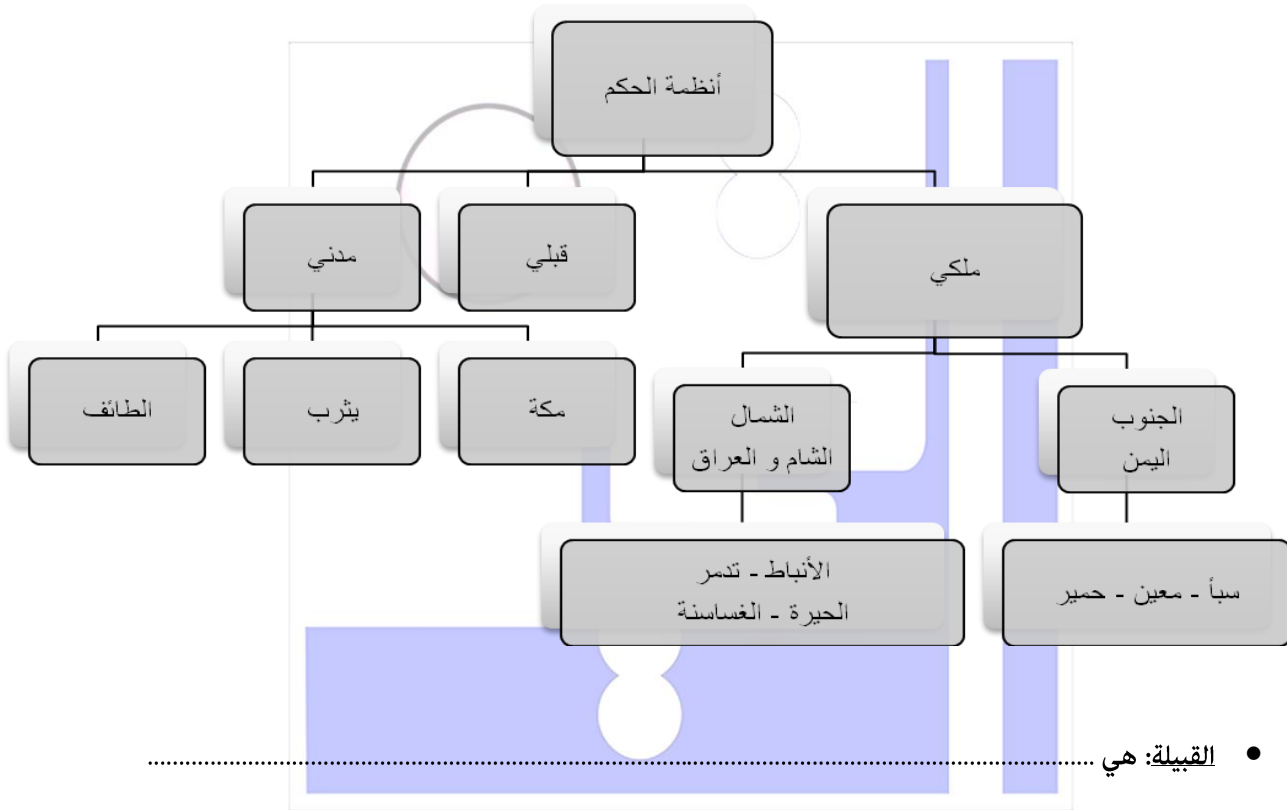 أنظمة الحكم
ملكي
قبلي
مدني
الجنوب
اليمن
الشمال
الشام و العراق
مكة
يثرب
الطائف
سبأ - معين - حمير
الأنباط - تدمر
الحيرة - الغساسنة
• القبيلة: هي ................................................................................